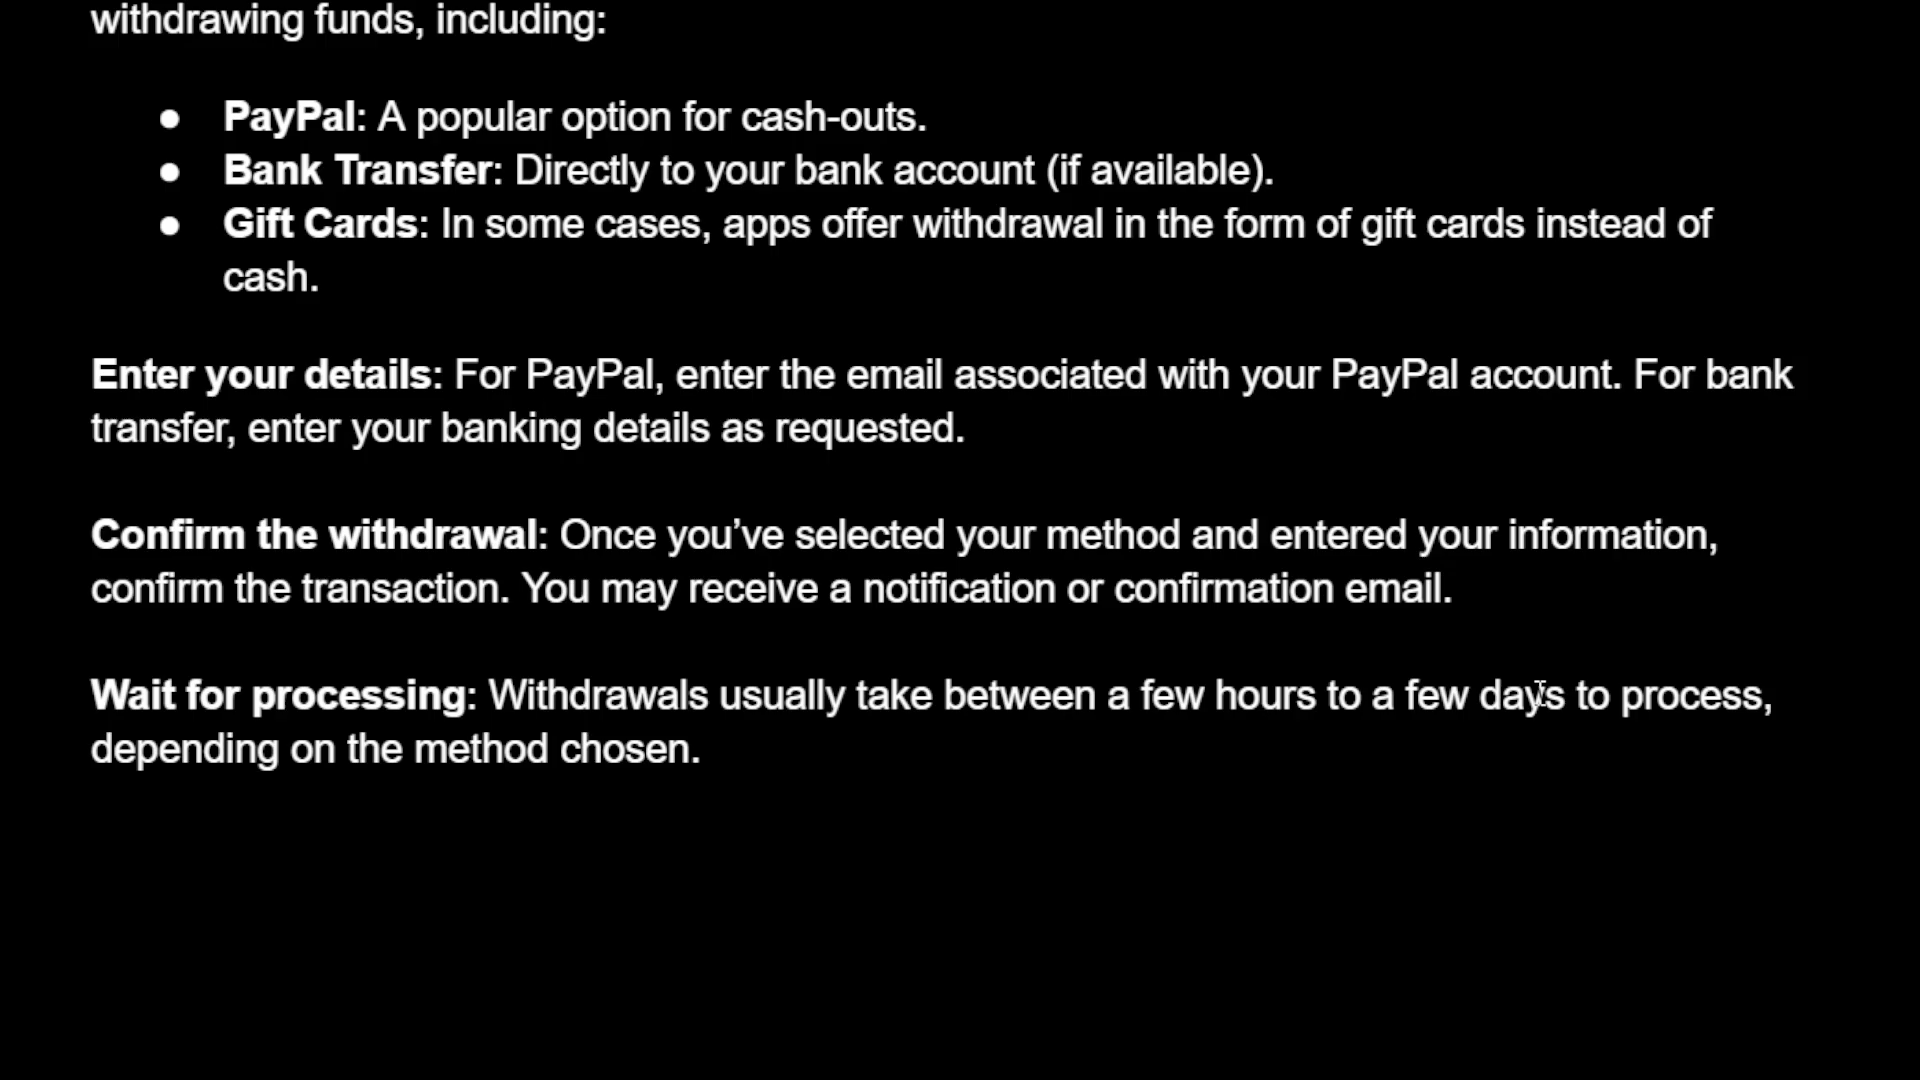 withdrawing funds, including:
● PayPal: A popular option for cash-outs.
● Bank Transfer: Directly to your bank account (if available).
● Gift Cards: In some cases, apps offer withdrawal in the form of gift cards instead of
cash.
Enter your details: For PayPal, enter the email associated with your PayPal account. For bank
transfer, enter your banking details as requested.
Confirm the withdrawal: Once you’ve selected your method and entered your information,
confirm the transaction. You may receive a notification or confirmation email.
Wait for processing: Withdrawals usually take between a few hours to a few days to process,
depending on the method chosen.